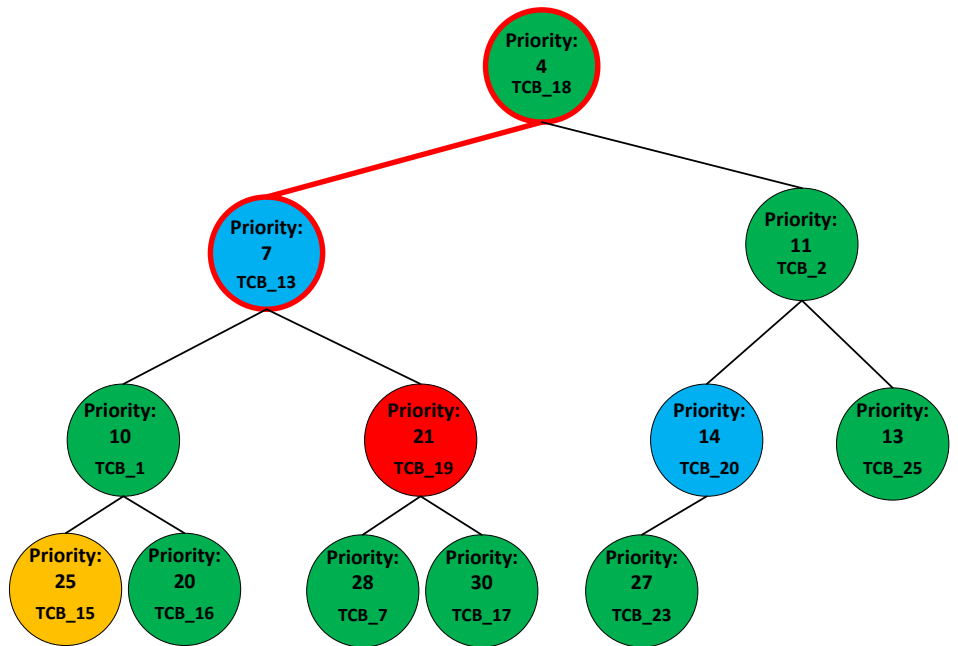 Priority:
4
TCB_18
Priority:
7
TCB_13
Priority:
11
TCB_2
Priority:
10
TCB_1
Priority:
21
TCB_19
Priority:
14
TCB_20
Priority:
13
TCB_25
Priority:
25
TCB_15
Priority:
20
TCB_16
Priority:
28
TCB_7
Priority:
30
TCB_17
Priority:
27
TCB_23